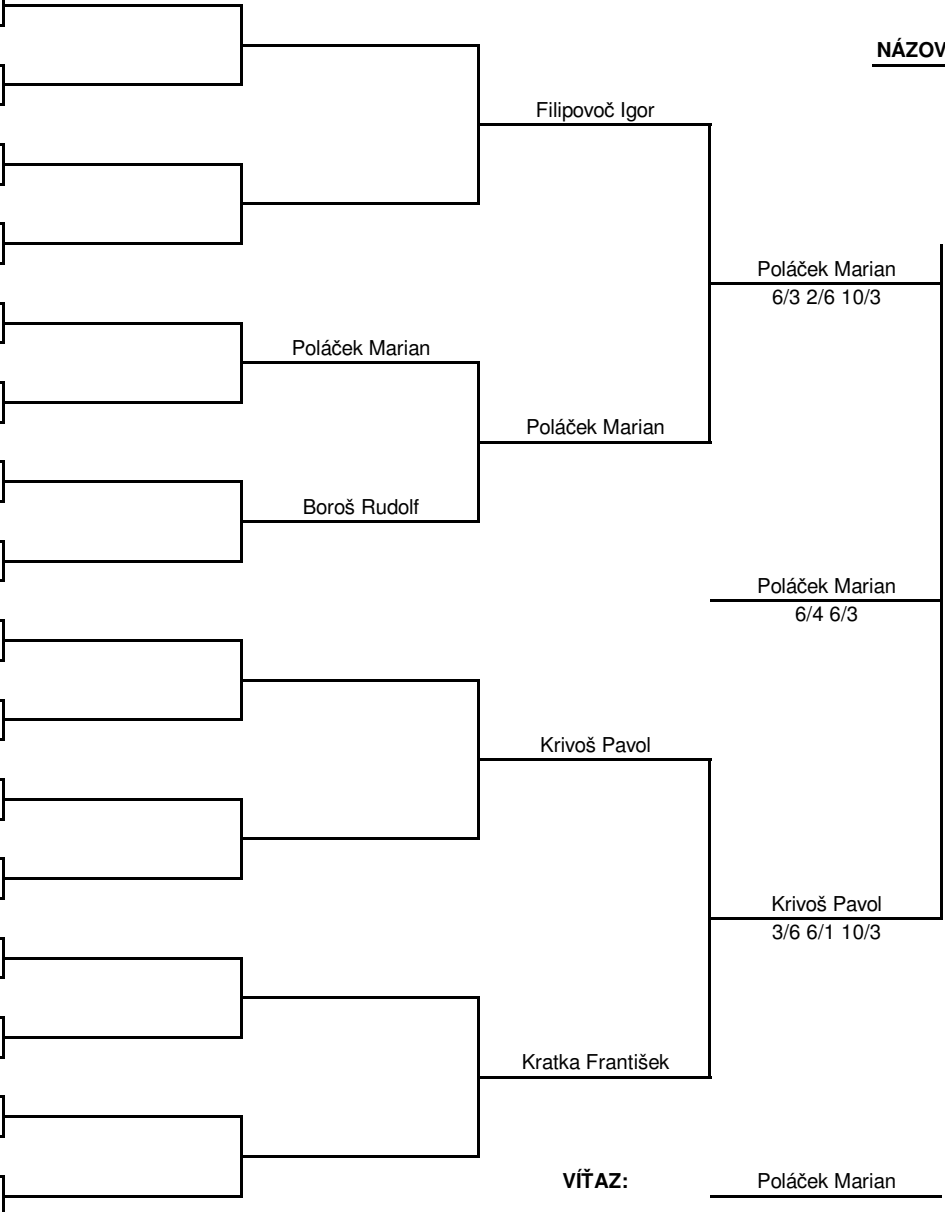 NÁZOV
Filipovoč Igor
Poláček Marian
6/3 2/6 10/3
Poláček Marian
Poláček Marian
Boroš Rudolf
Poláček Marian
6/4 6/3
Krivoš Pavol
Krivoš Pavol
3/6 6/1 10/3
Kratka František
VÍŤAZ: Poláček Marian